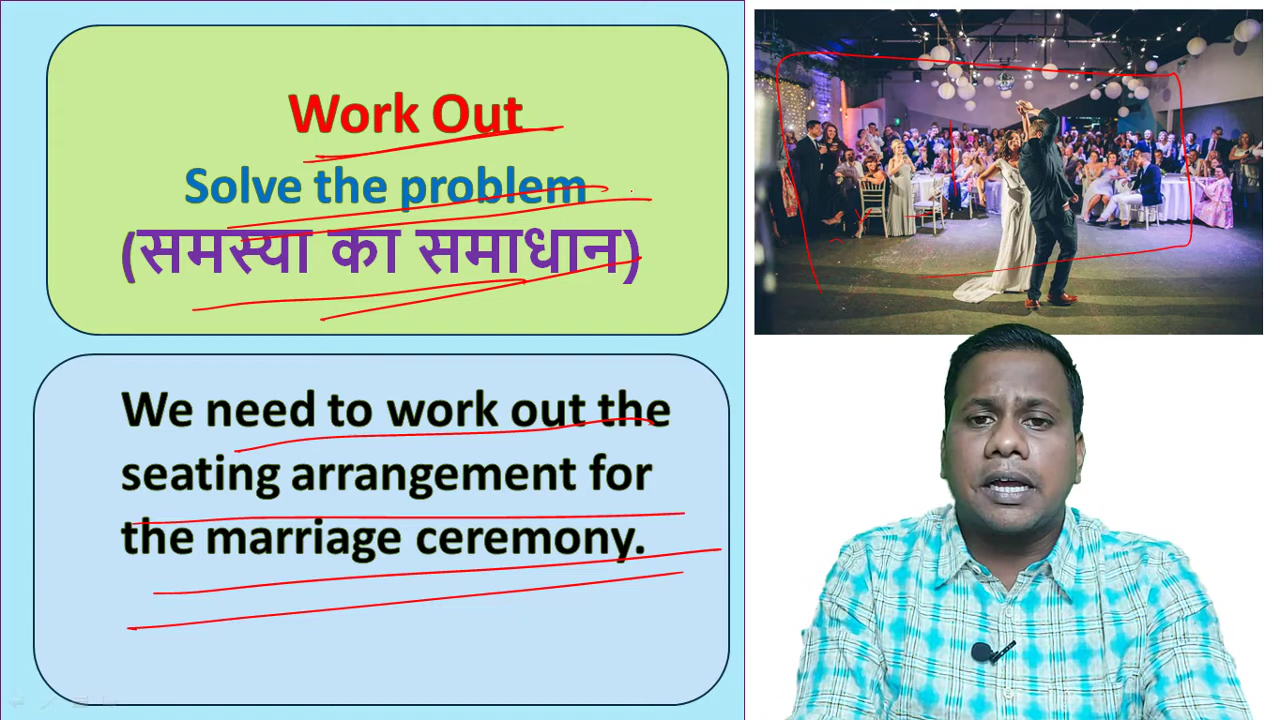 Work Out
Solve the problem
(समस्या का समाधान)
We need to work out the
seating arrangement for
the marriage ceremony.